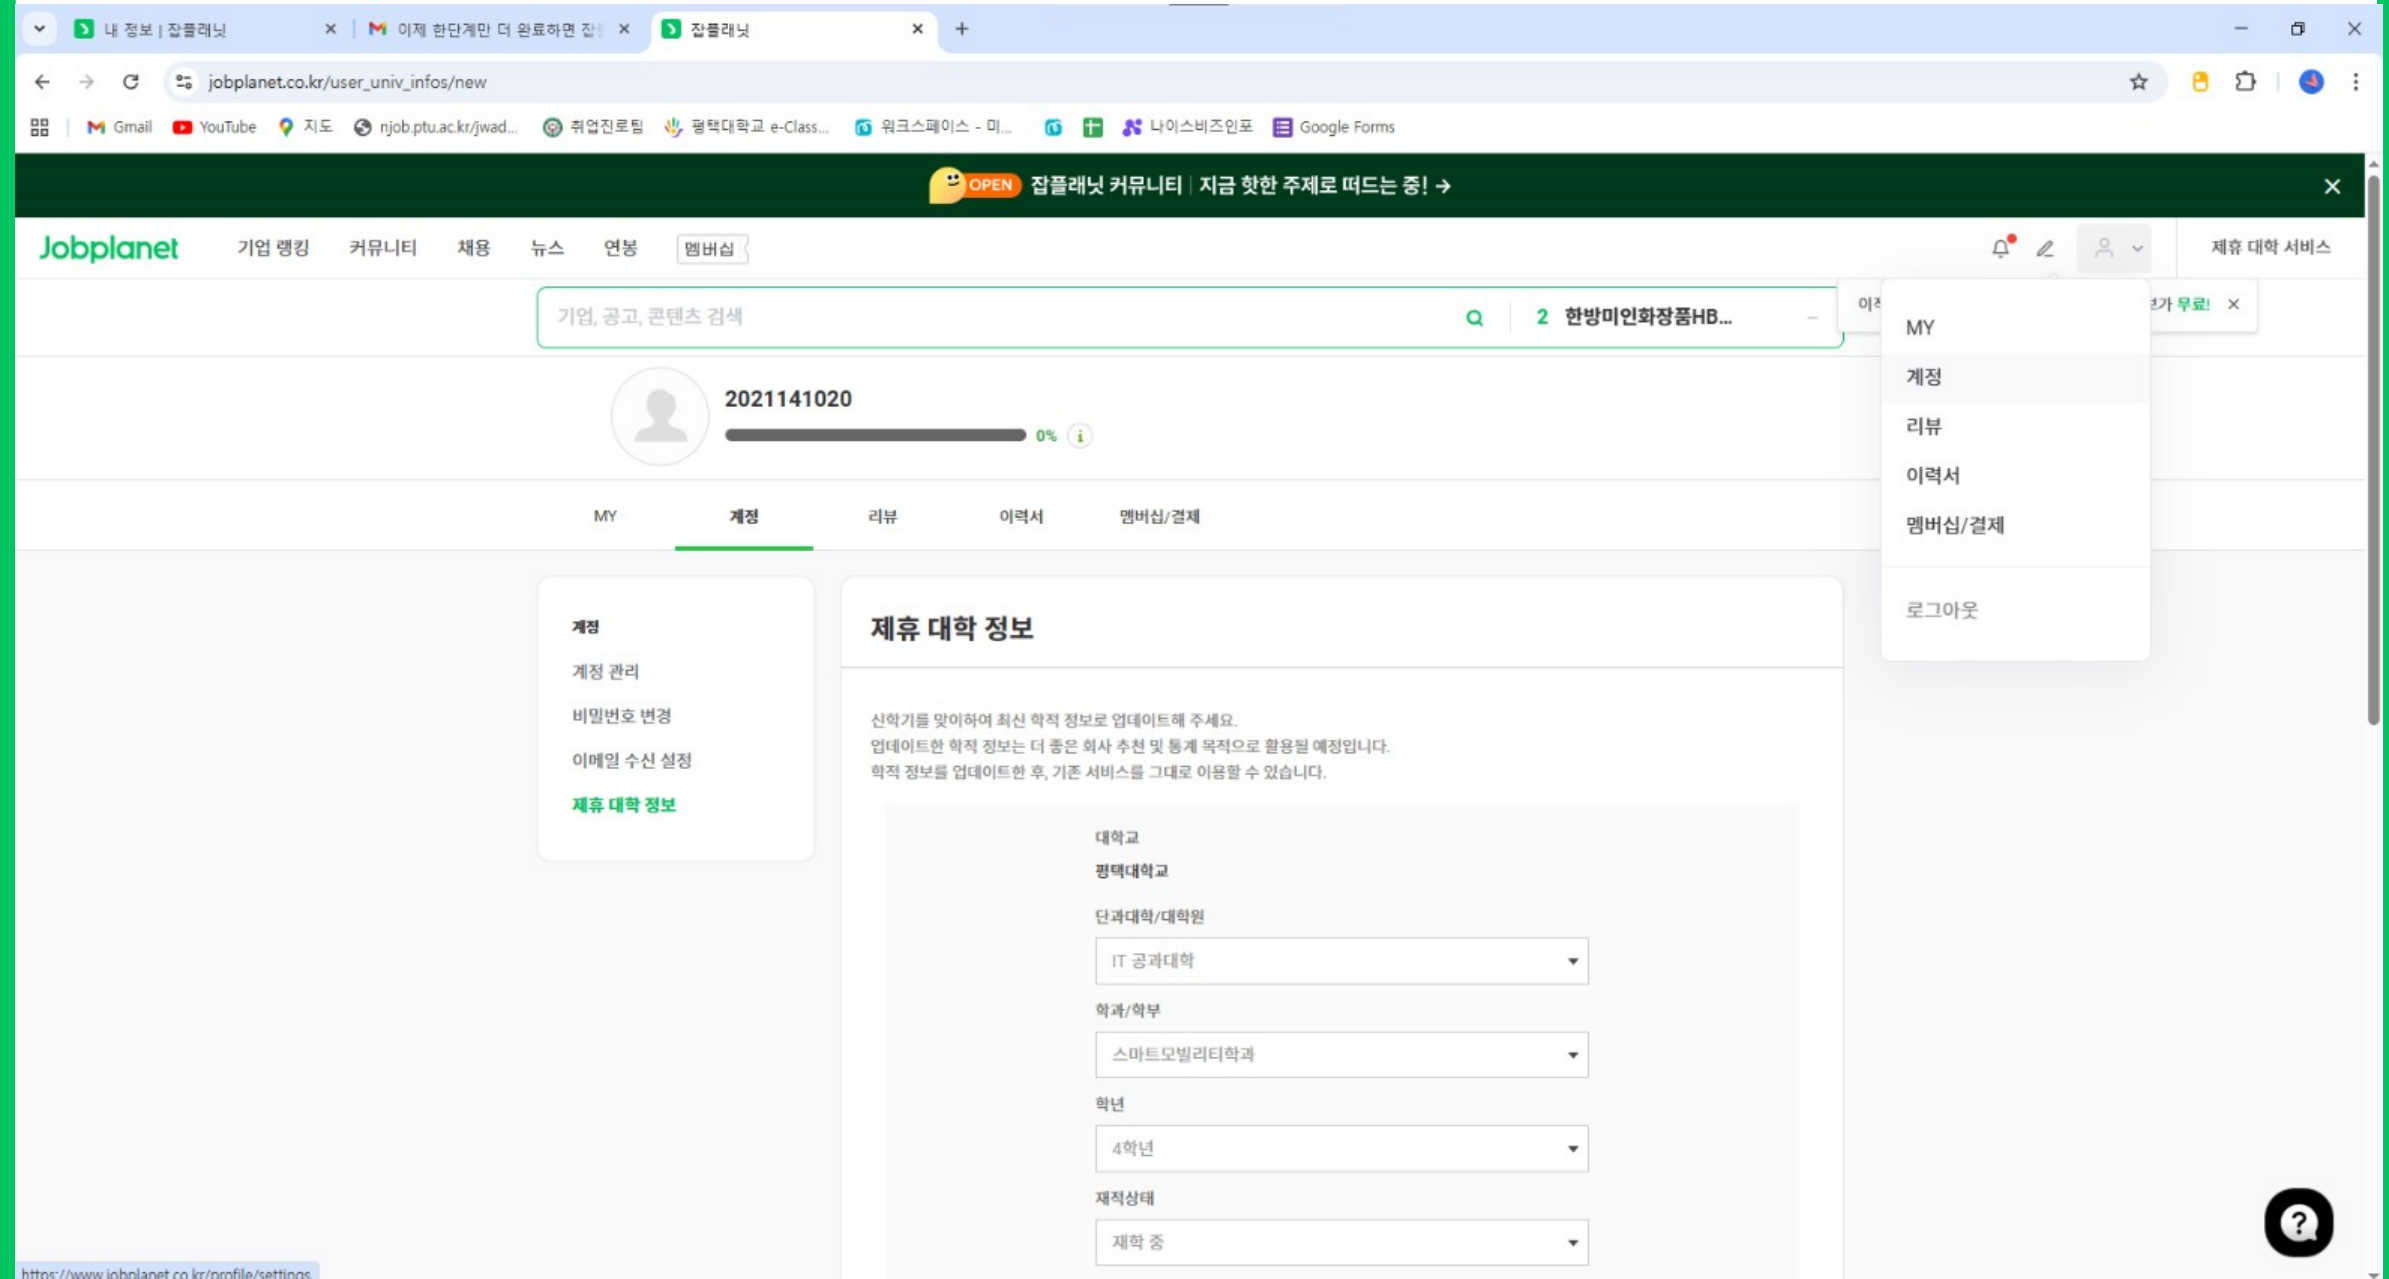 내 정보 | 잡플래닛
이제 한단계만 더 완료하면 잡
잡플래닛
jobplanet.co.kr/user_univ_infos/new
Gmail
YouTube
지도
njob.ptu.ac.kr/jwad...
취업진로팀
평택대학교 e-Class...
워크스페이스 - 미...
나이스비즈인포
Google Forms
OPEN 잡플래닛 커뮤니티 | 지금 핫한 주제로 떠드는 중! →
Jobplanet
기업 랭킹
커뮤니티
채용
뉴스
연봉
멤버십
제휴 대학 서비스
기업, 공고, 콘텐츠 검색
2 한방미인화장품HB...
무료!
MY
계정
리뷰
이력서
멤버십/결제
로그아웃
2021141020
0%
MY
계정
리뷰
이력서
멤버십/결제
계정
계정 관리
비밀번호 변경
이메일 수신 설정
제휴 대학 정보
제휴 대학 정보
신학기를 맞이하여 최신 학적 정보로 업데이트해 주세요.
업데이트한 학적 정보는 더 좋은 회사 추천 및 통계 목적으로 활용될 예정입니다.
학적 정보를 업데이트한 후, 기존 서비스를 그대로 이용할 수 있습니다.
대학교
평택대학교
단과대학/대학원
IT 공과대학
학과/학부
스마트모빌리티학과
학년
4학년
재적상태
재학 중
https://www.jobplanet.co.kr/profile/settings